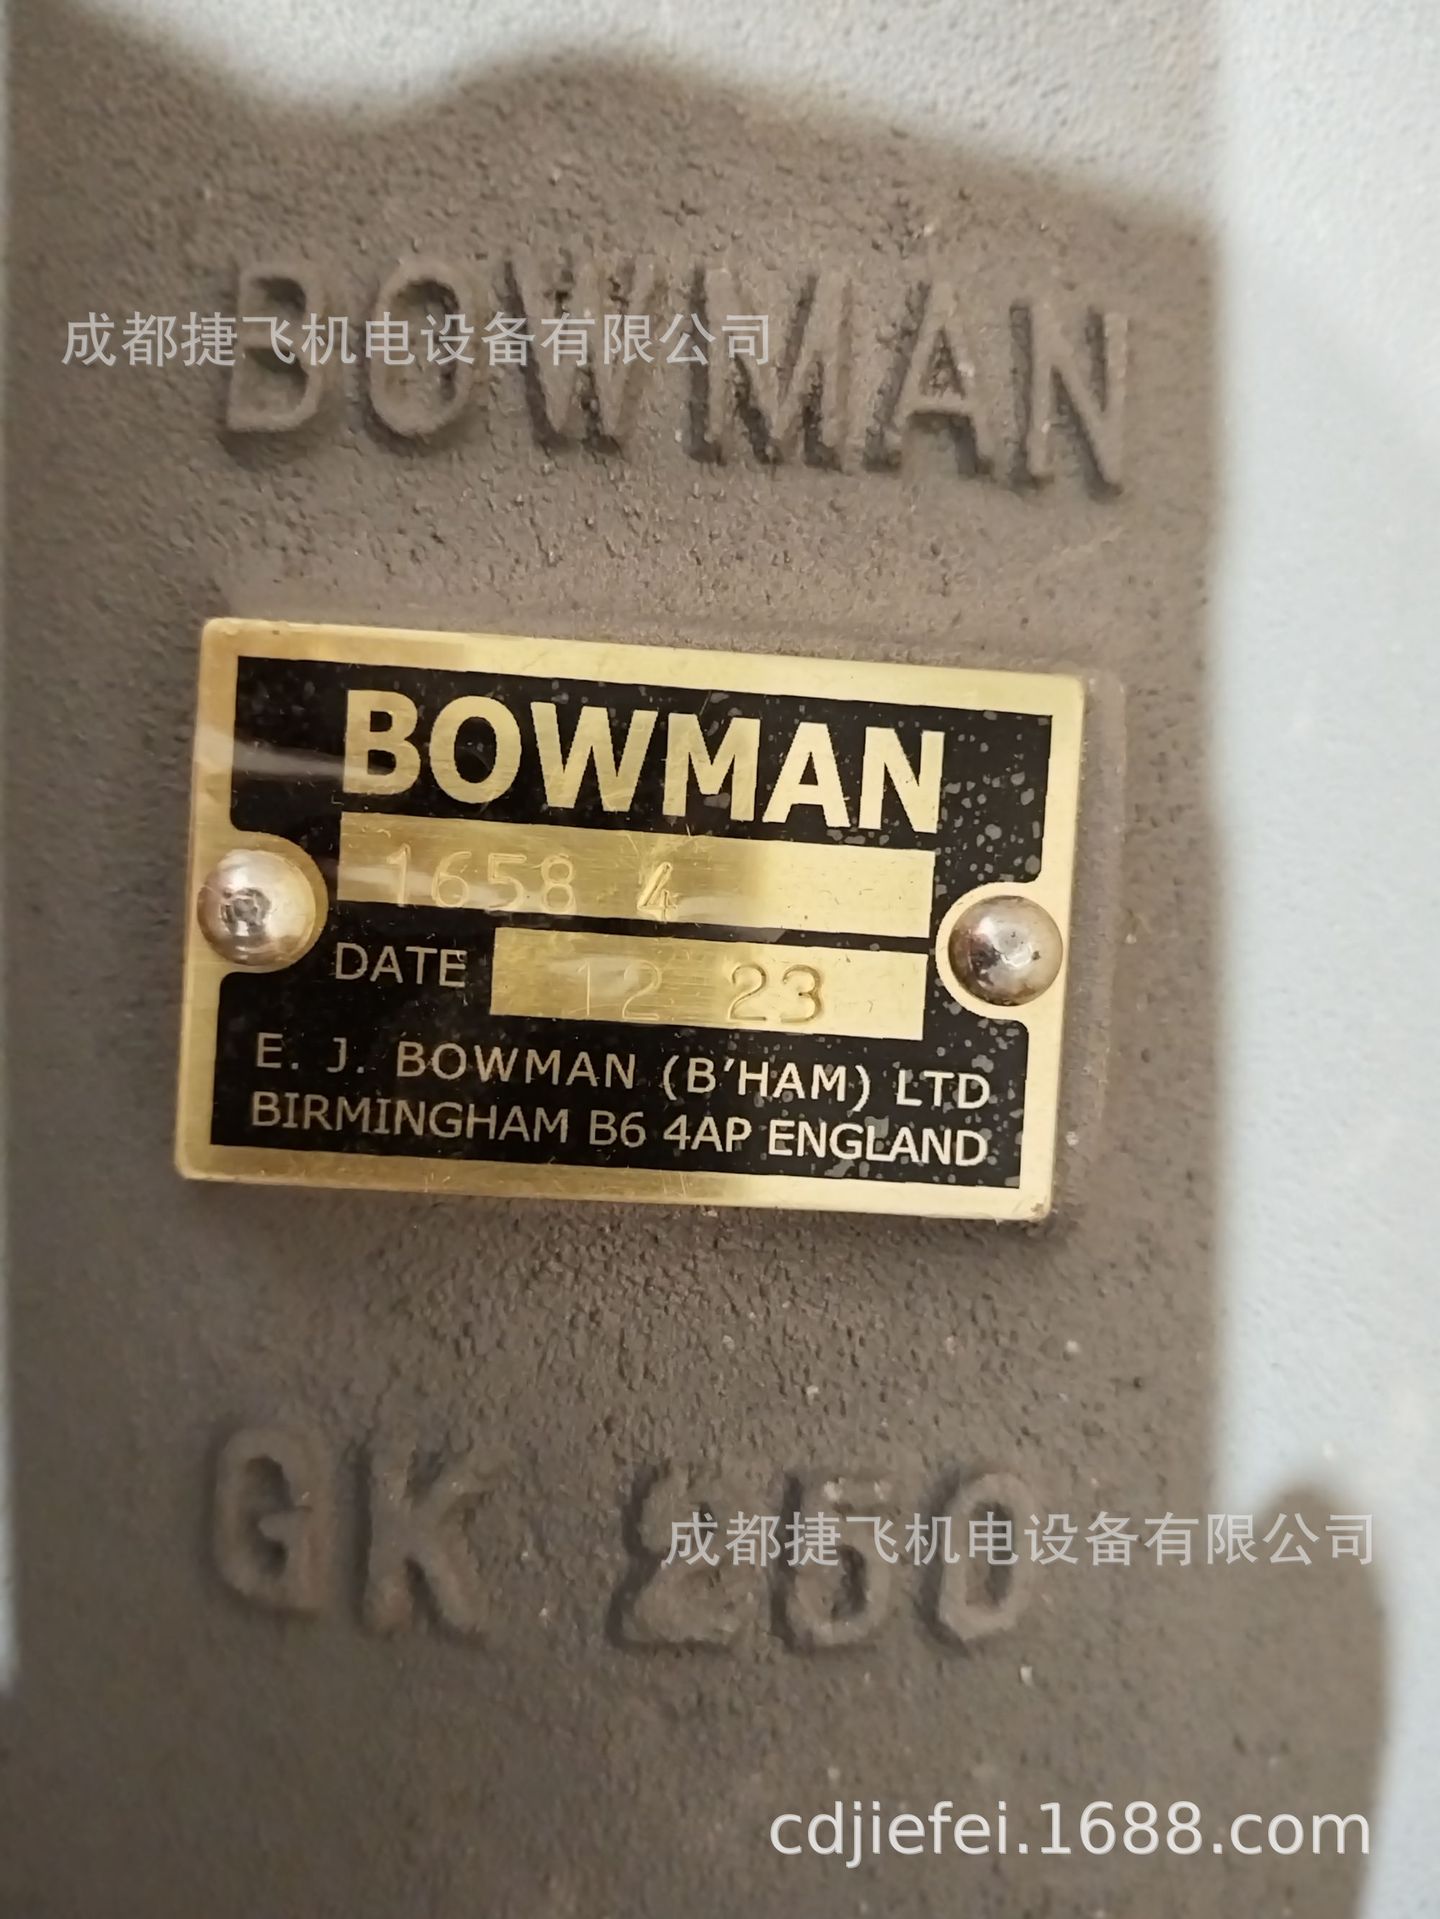 BOWMAN
成都捷飞机电设备有限公司
BOWMAN
1658 4
DATE 12 23
E. J. BOWMAN (B'HAM) LTD
BIRMINGHAM B6 4AP ENGLAND
GK 250
成都捷飞机电设备有限公司
cdjiefei.1688.com